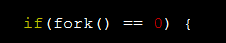 if(fork() == 0) {